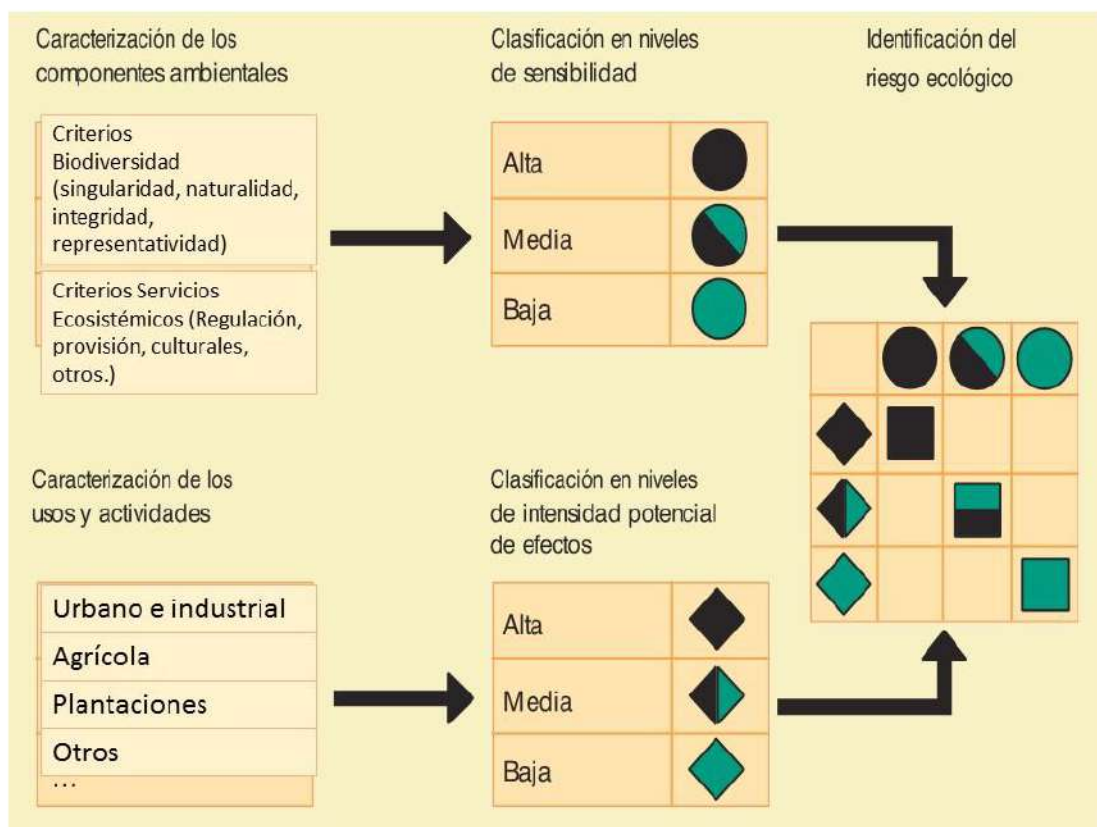 Caracterización de los
componentes ambientales
Criterios
Biodiversidad
(singularidad, naturalidad,
integridad,
representatividad)
Criterios Servicios
Ecosistémicos (Regulación,
provisión, culturales,
otros.)
Clasificación en niveles
de sensibilidad
Alta
Media
Baja
Identificación del
riesgo ecológico
Caracterización de los
usos y actividades
Urbano e industrial
Agrícola
Plantaciones
Otros
...
Clasificación en niveles
de intensidad potencial
de efectos
Alta
Media
Baja